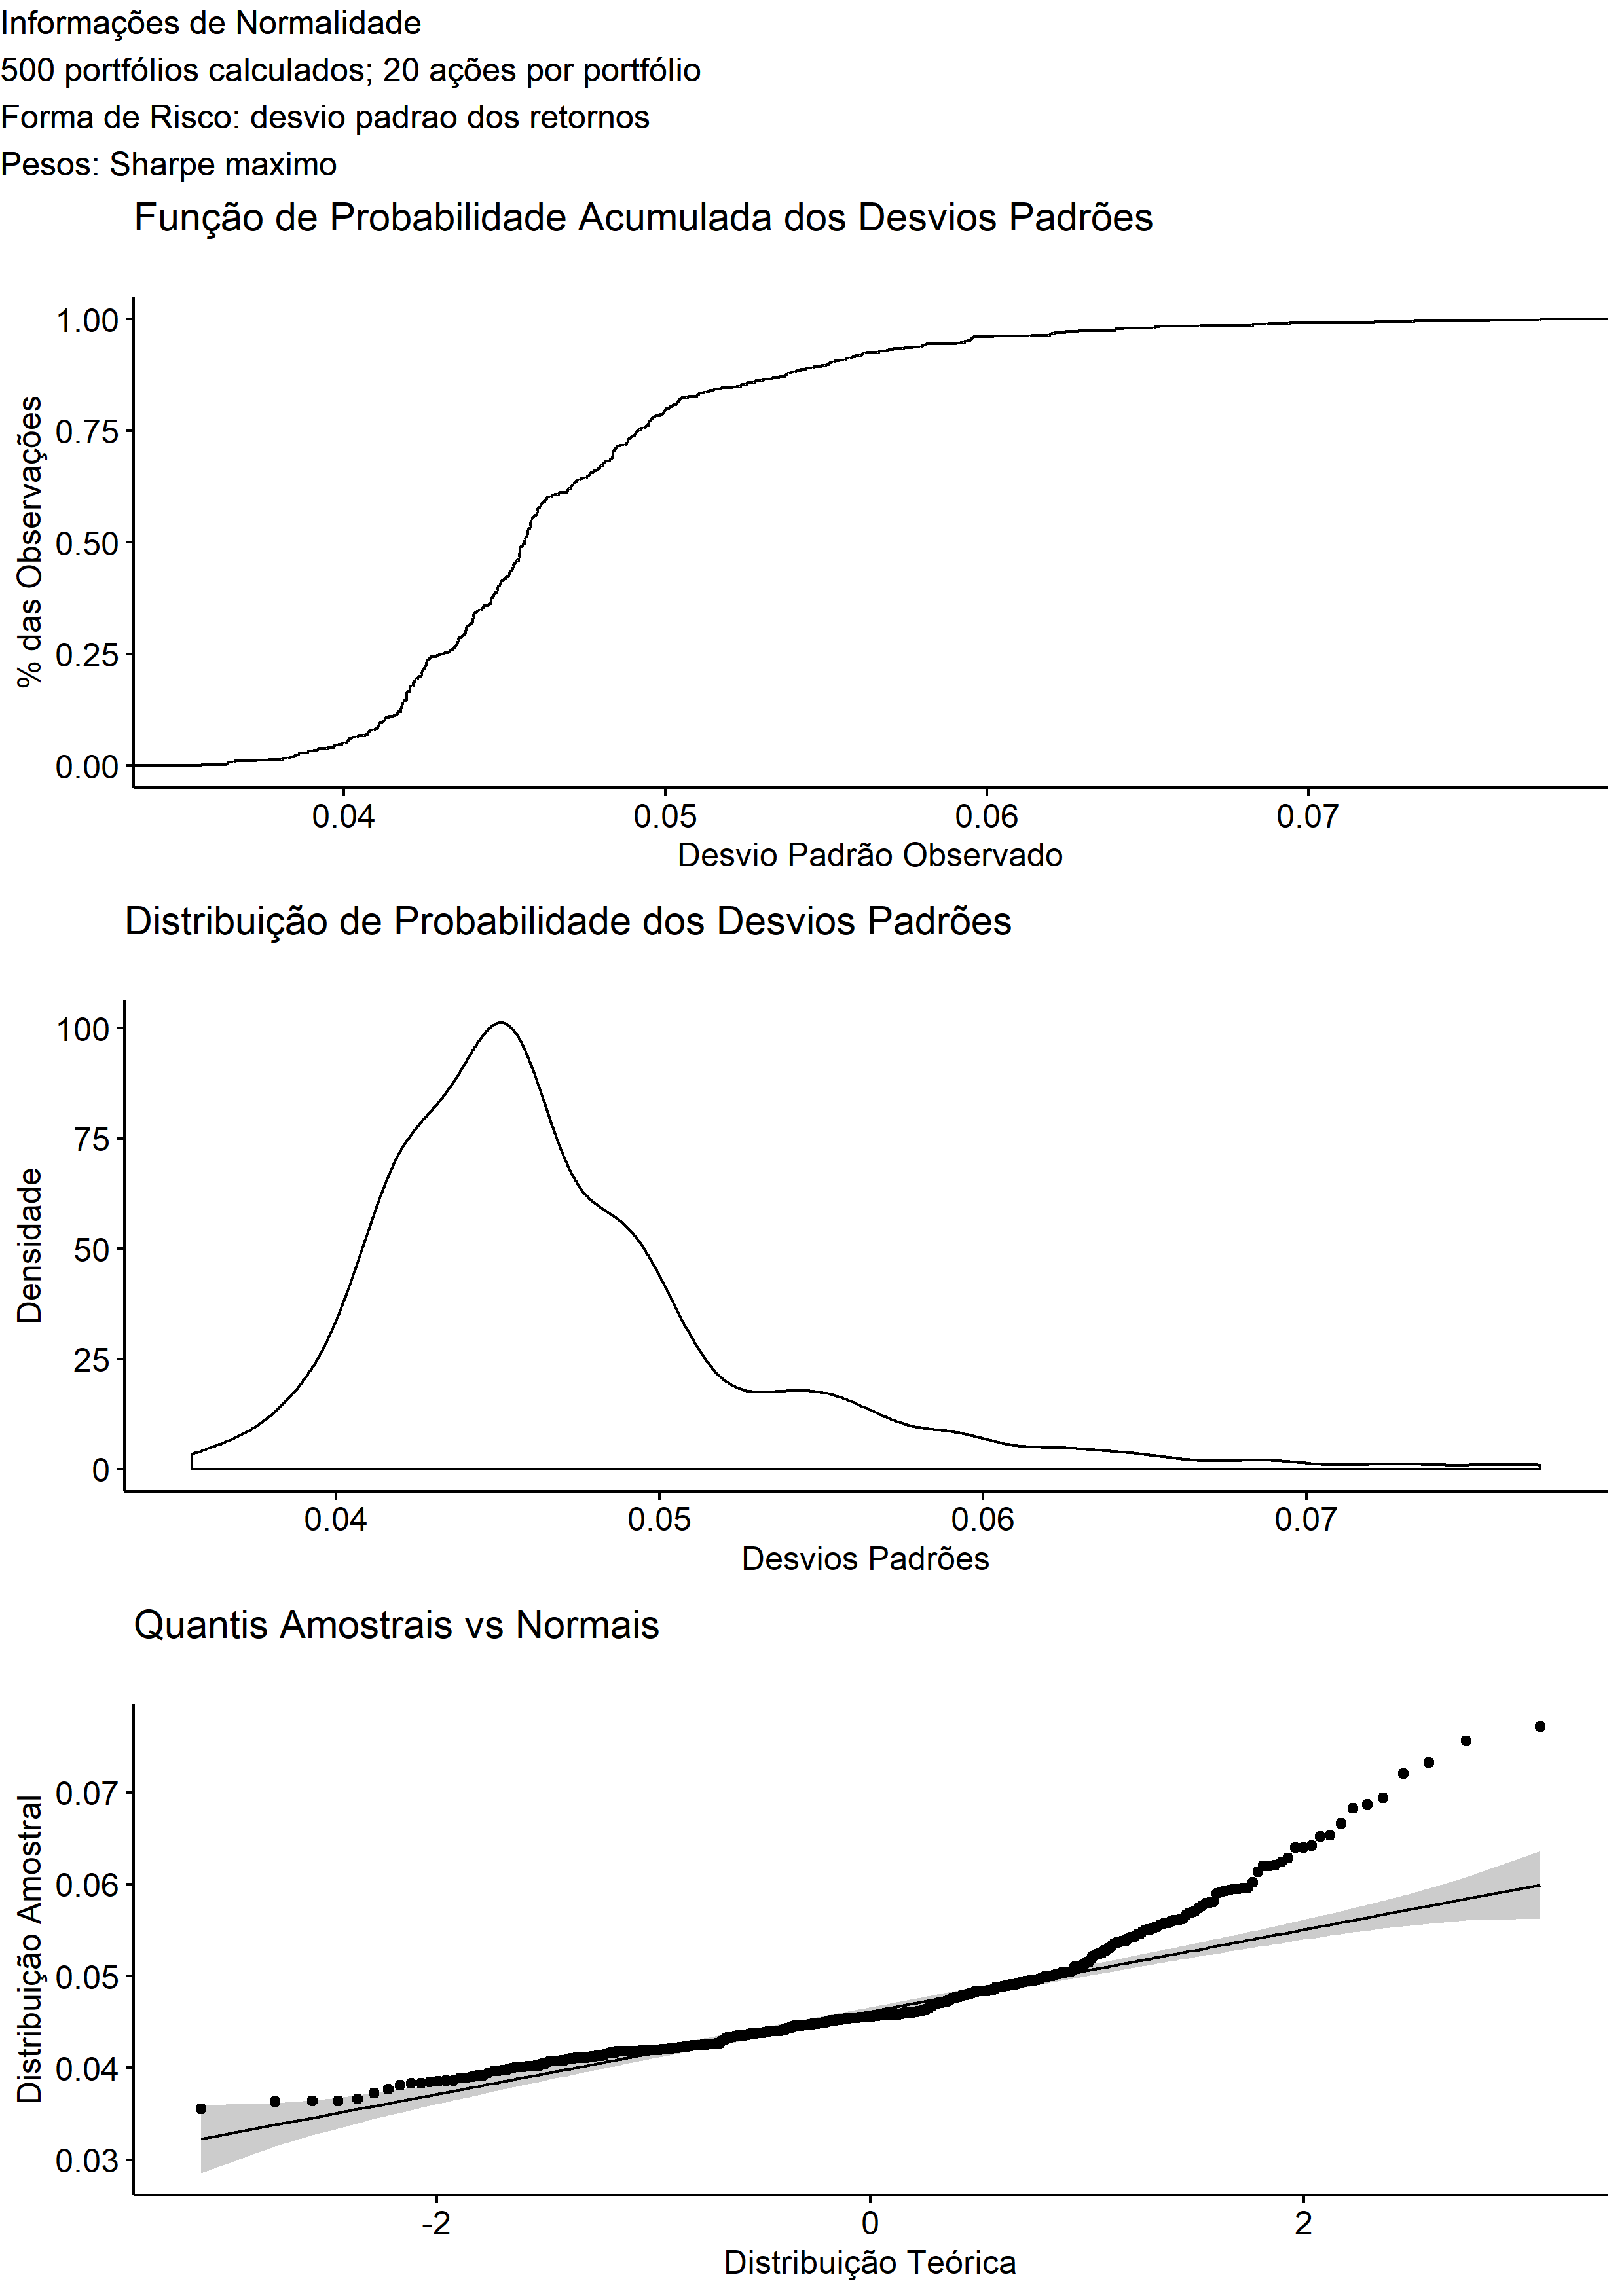 Informações de Normalidade
500 portfólios calculados; 20 ações por portfólio
Forma de Risco: desvio padrao dos retornos
Pesos: Sharpe maximo
Função de Probabilidade Acumulada dos Desvios Padrões
% das Observações
1.00
0.75
0.50
0.25
0.00
0.04 0.05 0.06 0.07
Desvio Padrão Observado
Distribuição de Probabilidade dos Desvios Padrões
Densidade
100
75
50
25
0
0.04 0.05 0.06 0.07
Desvios Padrões
Quantis Amostrais vs Normais
Distribuição Amostral
0.07
0.06
0.05
0.04
0.03
-2 0 2
Distribuição Teórica